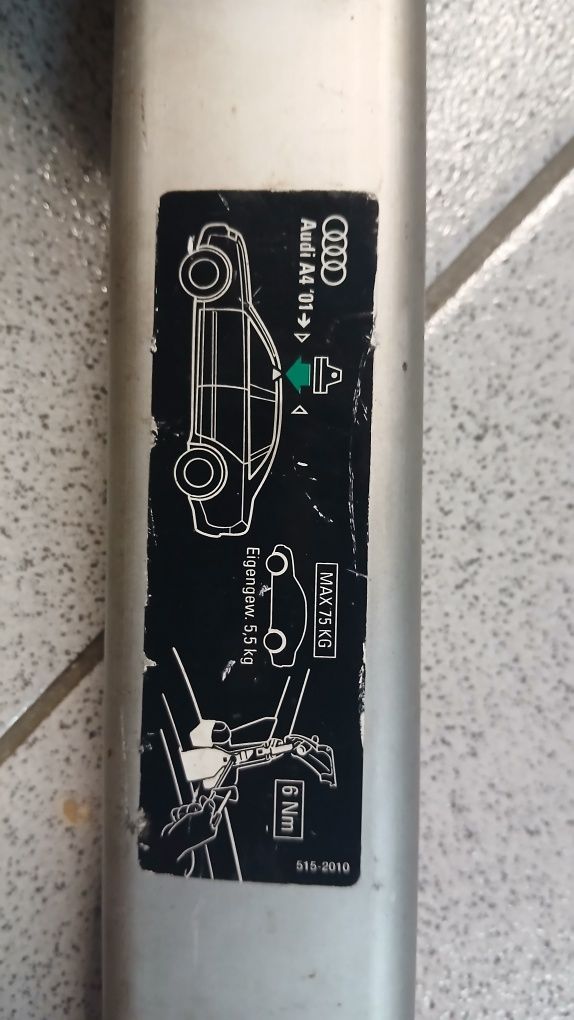 Audi A4 '01→
MAX 75 KG
Eigengew. 5,5 kg
6 Nm
515-2010